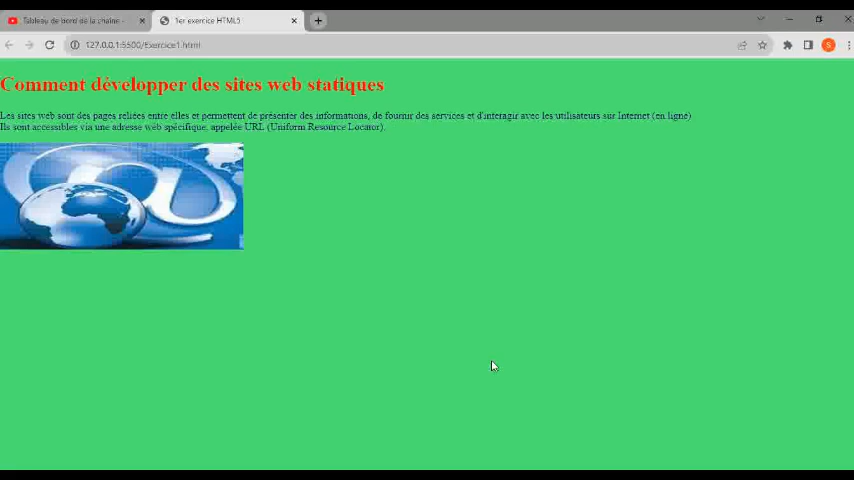 Tableau de bord de la chaîne -
1er exercice HTML5
127.0.0.1:5500/Exercice1.html
S
Comment développer des sites web statiques
Les sites web sont des pages reliées entre elles et permettent de présenter des informations, de fournir des services et d'interagir avec les utilisateurs sur Internet (en ligne)
Ils sont accessibles via une adresse web spécifique, appelée URL (Uniform Resource Locator).